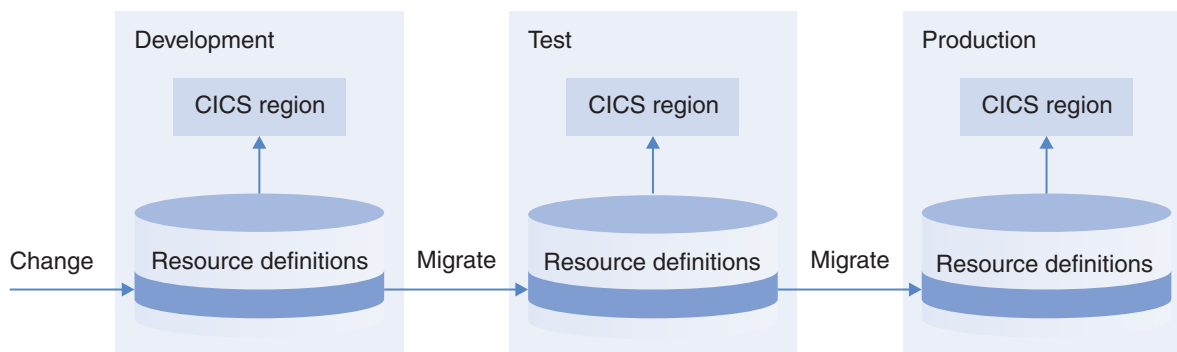 Development
Test
Production
CICS region
CICS region
CICS region
Change
Resource definitions
Migrate
Resource definitions
Migrate
Resource definitions